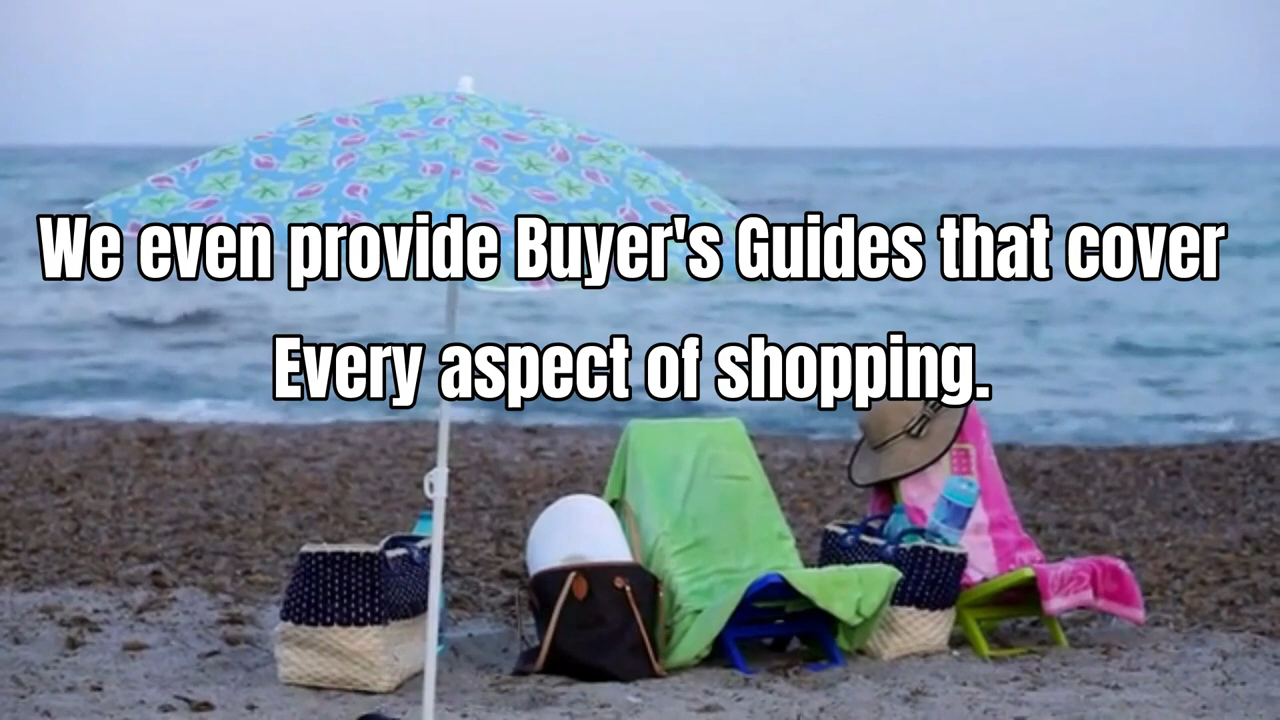 We even provide Buyer's Guides that cover
Every aspect of shopping.